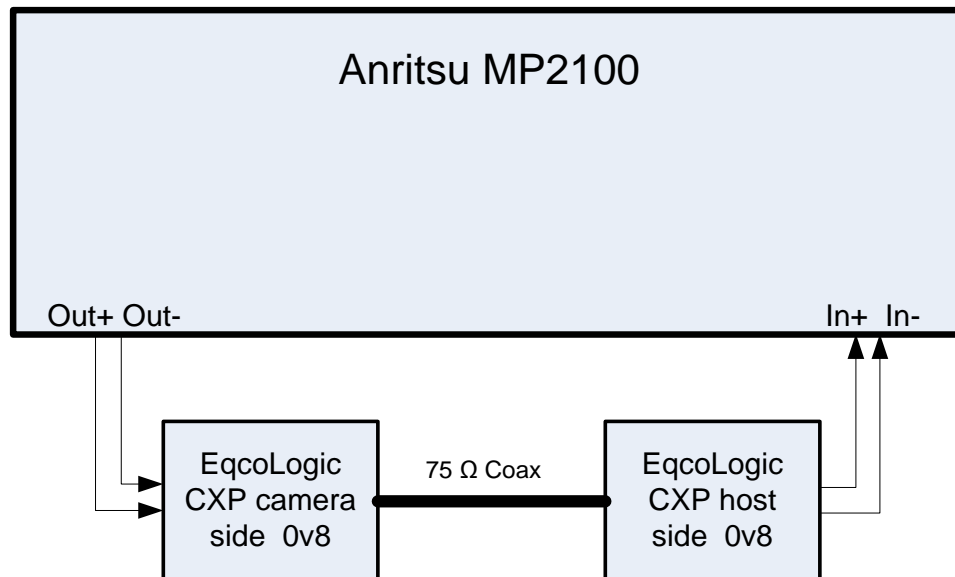 Anritsu MP2100
Out+ Out-
In+ In-
EqcoLogic
CXP camera
side 0v8
75 Ω Coax
EqcoLogic
CXP host
side 0v8